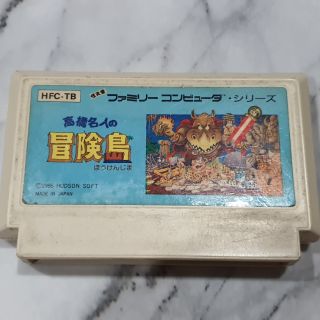 HFC-TB
ファミリーコンピュータ・シリーズ
高橋名人の
冒険島
ぼうけんじま
©1986 HUDSON SOFT
MADE IN JAPAN